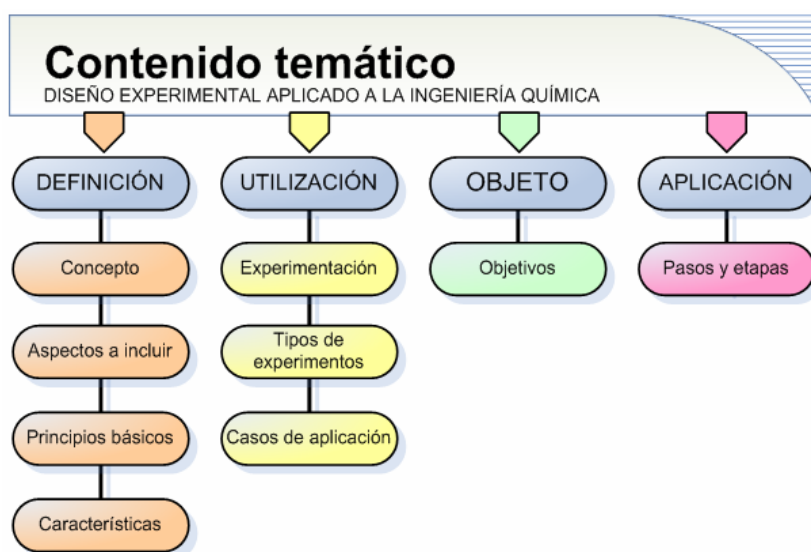 Contenido temático
DISEÑO EXPERIMENTAL APLICADO A LA INGENIERÍA QUÍMICA
DEFINICIÓN
Concepto
Aspectos a incluir
Principios básicos
Características
UTILIZACIÓN
Experimentación
Tipos de
experimentos
Casos de aplicación
OBJETO
Objetivos
APLICACIÓN
Pasos y etapas